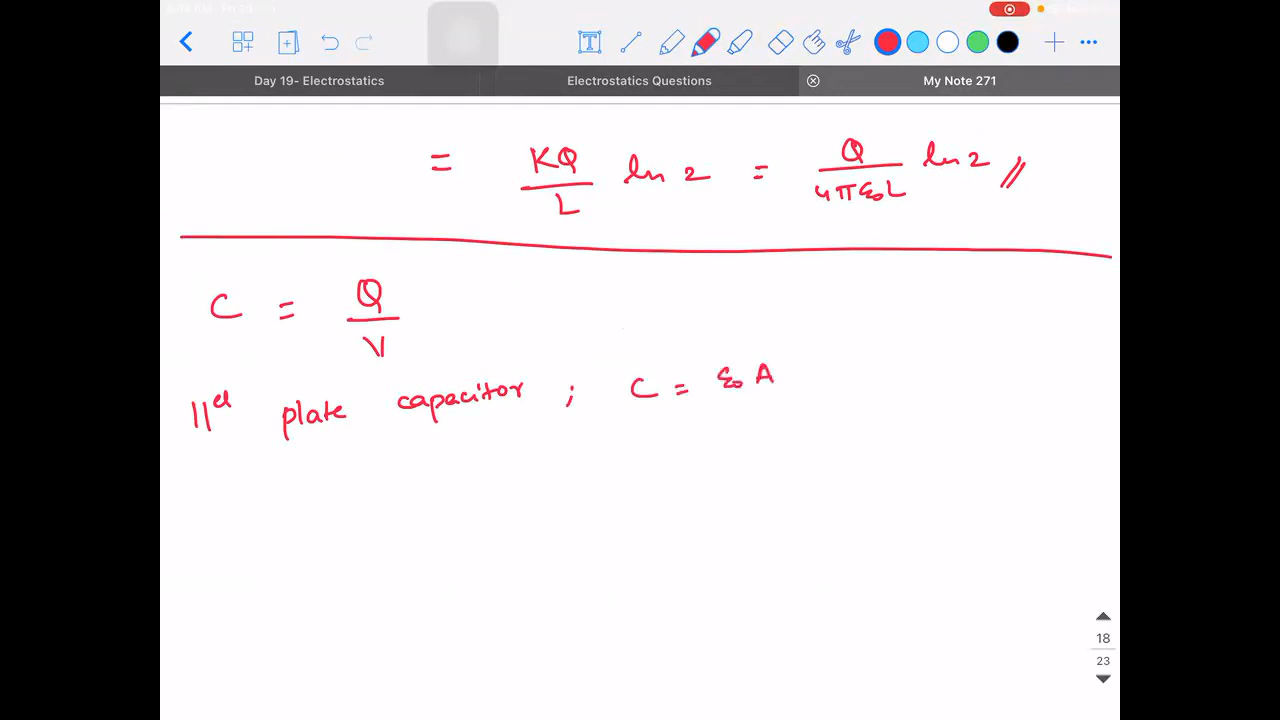 Day 19- Electrostatics Electrostatics Questions My Note 271
= KQ/L ln 2 = Q/4πε₀L ln 2 //
C = Q/V
||el plate capacitor ; C = ε₀ A
18
23